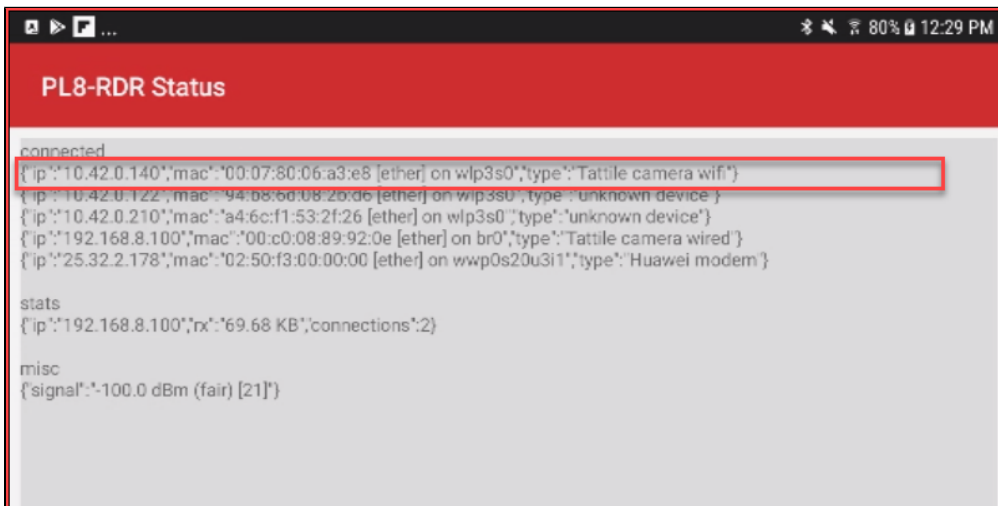 ... 80% 12:29 PM
PL8-RDR Status
connected
{"ip":"10.42.0.140","mac":"00:07:80:06:a3:e8 [ether] on wlp3s0","type":"Tattile camera wifi"}
{"ip":"10.42.0.122","mac":"94:b8:6d:08:2b:d6 [ether] on wlp3s0","type":"unknown device"}
{"ip":"10.42.0.210","mac":"a4:6c:f1:53:2f:26 [ether] on wlp3s0","type":"unknown device"}
{"ip":"192.168.8.100","mac":"00:c0:08:89:92:0e [ether] on br0","type":"Tattile camera wired"}
{"ip":"25.32.2.178","mac":"02:50:f3:00:00:00 [ether] on wwp0s20u3i1","type":"Huawei modem"}
stats
{"ip":"192.168.8.100","rx":"69.68 KB","connections":2}
misc
{"signal":"-100.0 dBm (fair) [21]"}